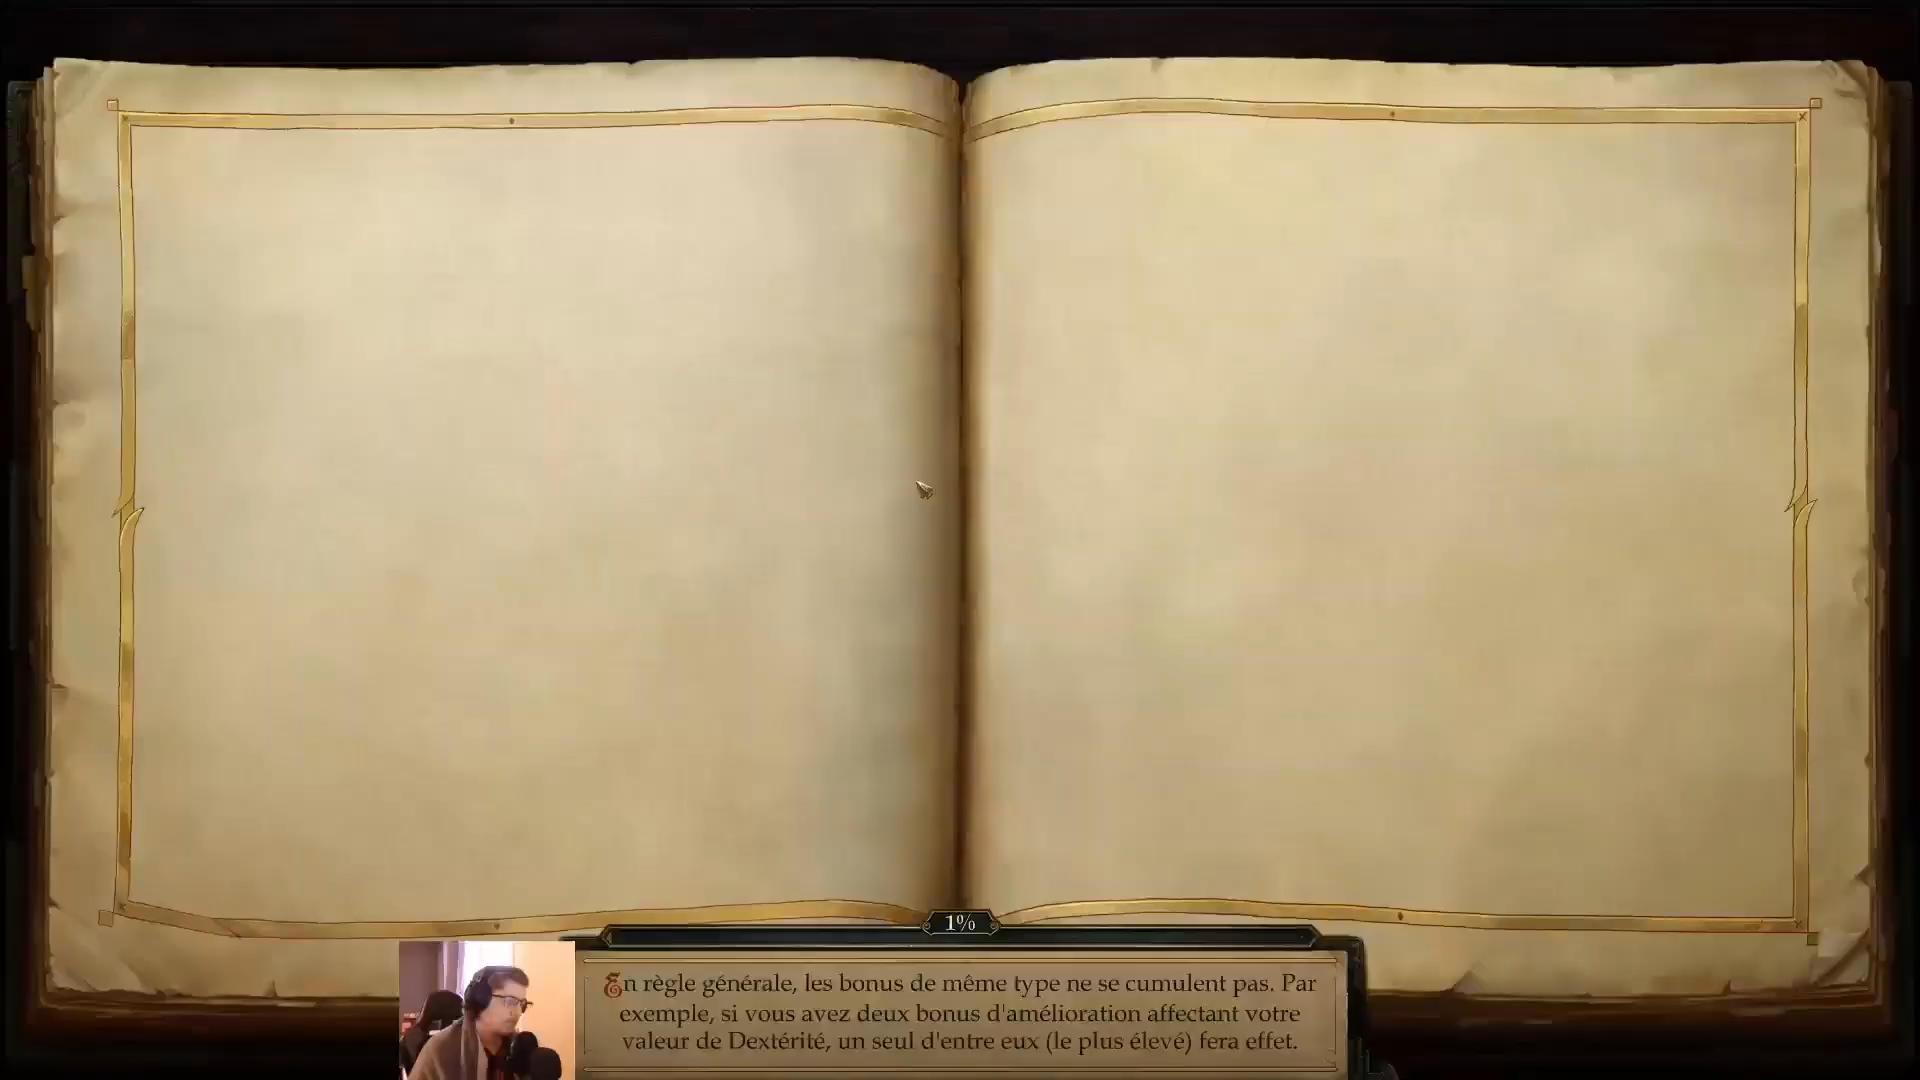 1%
En règle générale, les bonus de même type ne se cumulent pas. Par
exemple, si vous avez deux bonus d'amélioration affectant votre
valeur de Dextérité, un seul d'entre eux (le plus élevé) fera effet.